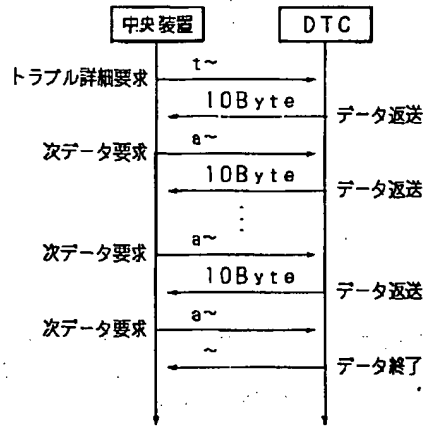 中央装置 DTC
t~
トラブル詳細要求
10Byte
データ返送
a~
次データ要求
10Byte
データ返送
a~
次データ要求
10Byte
データ返送
a~
次データ要求
~
データ終了